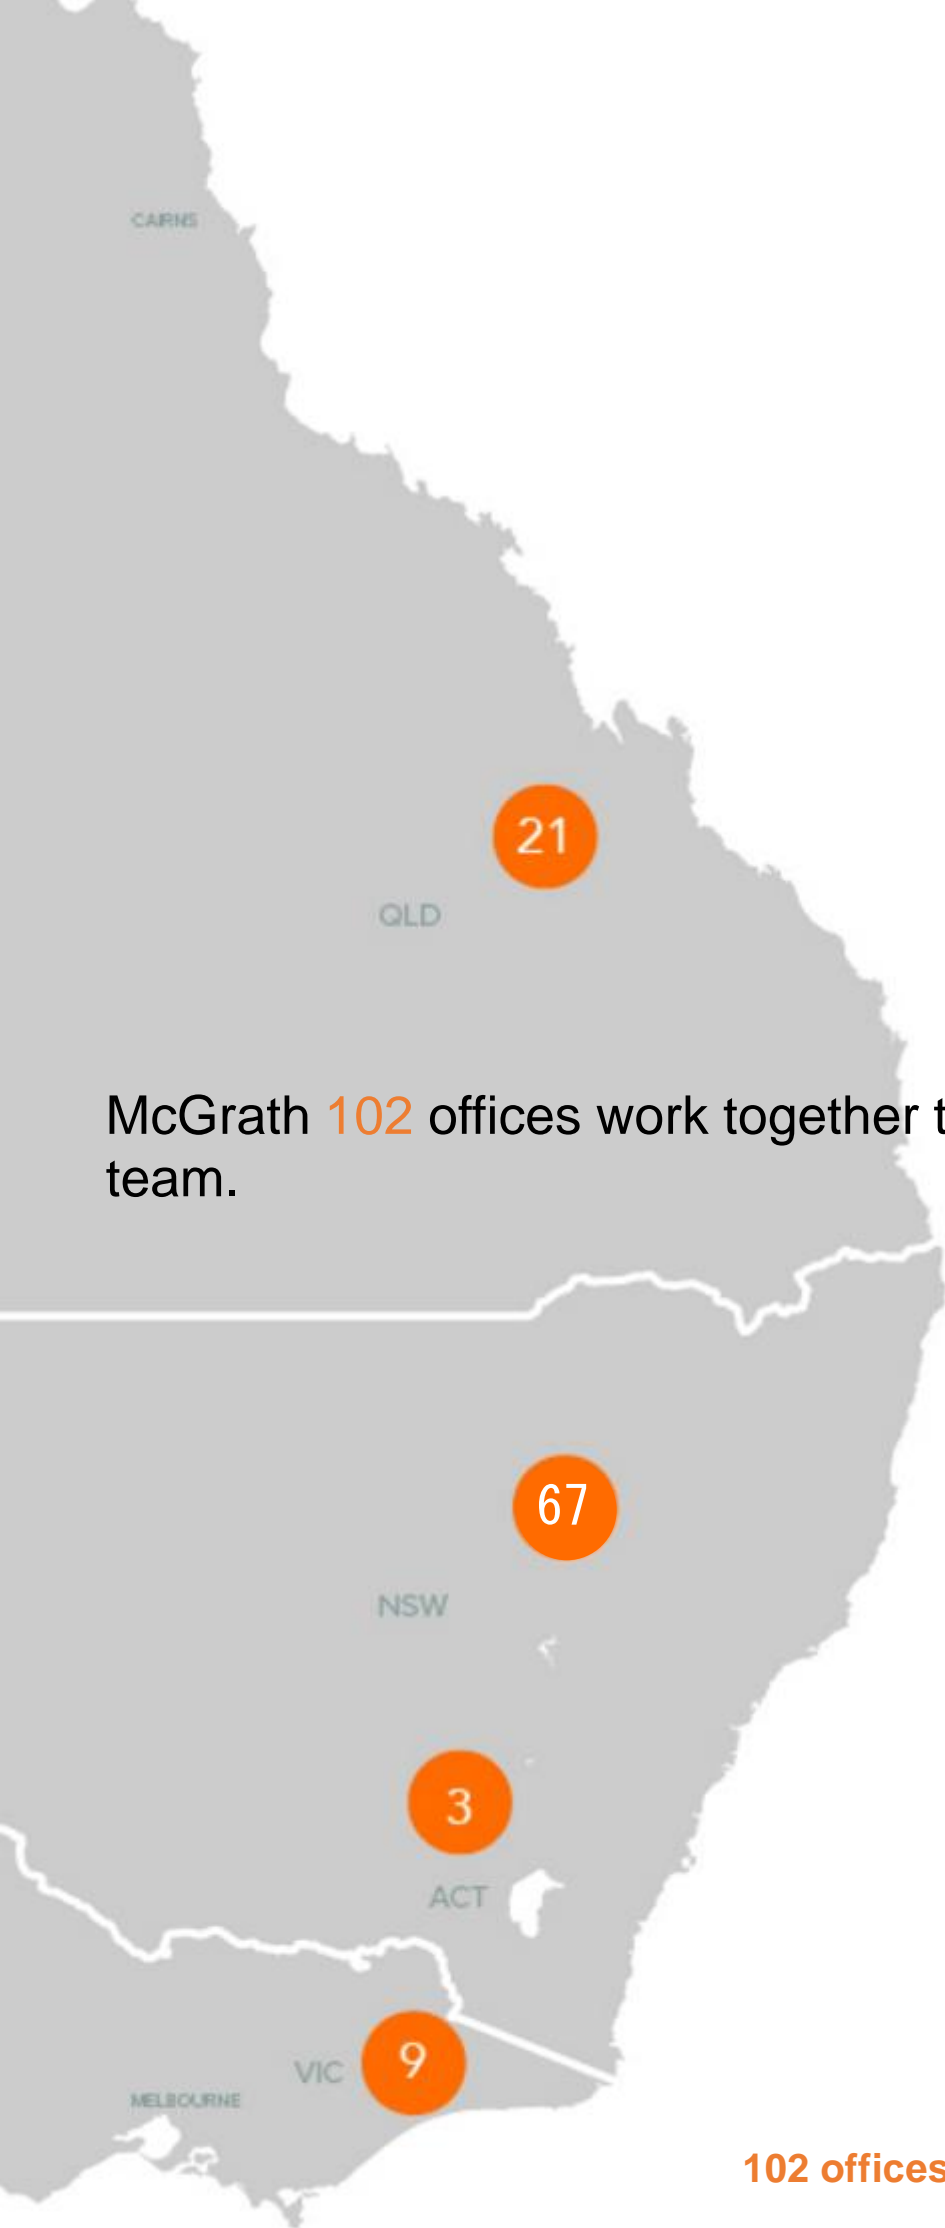 CAIRNS
21
QLD
McGrath 102 offices work together t
team.
67
NSW
3
ACT
9
VIC
MELBOURNE
102 offices